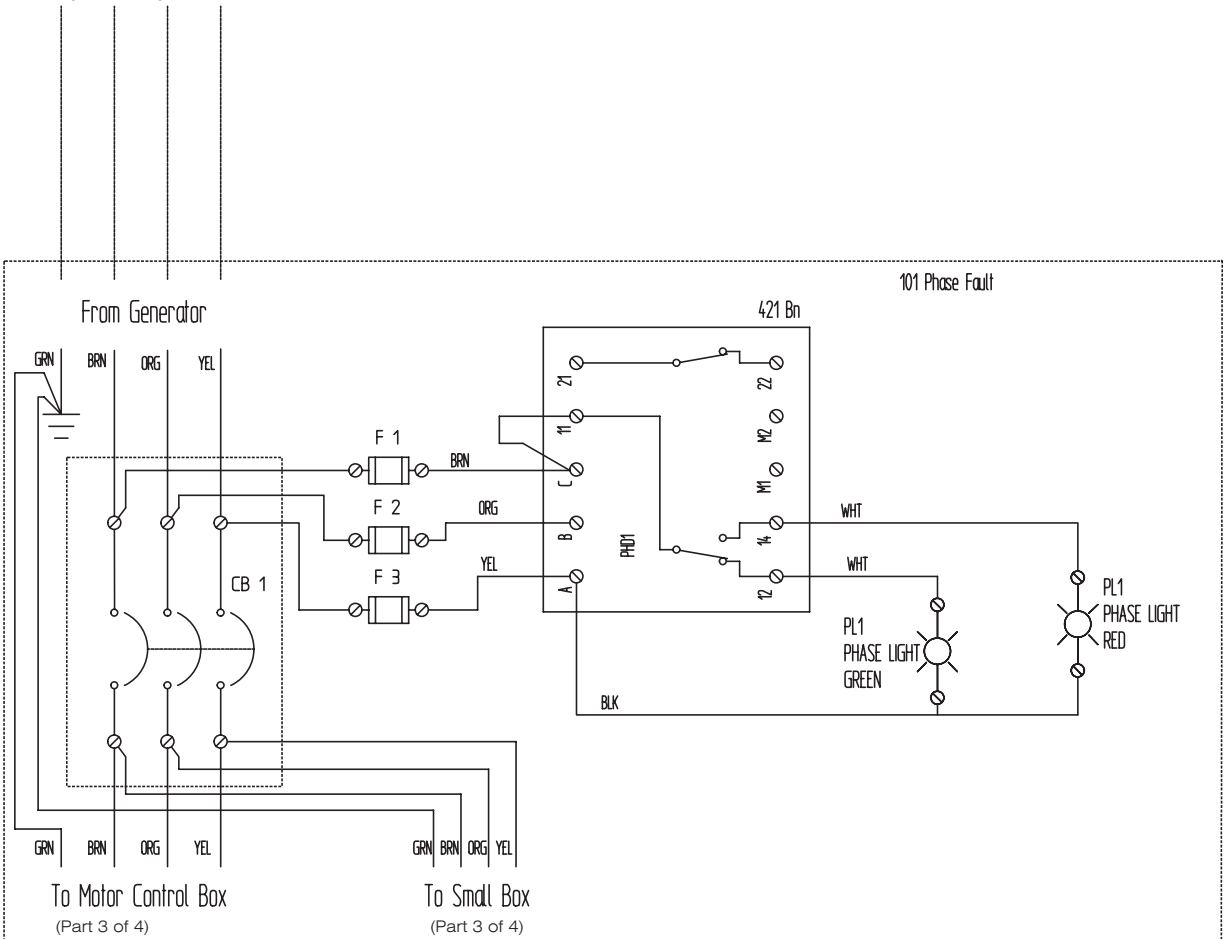 101 Phase Fault
From Generator
421 Bn
GRN
BRN
ORG
YEL
21
22
11
M2
F 1
BRN
C
M1
F 2
ORG
B
PHD1
14
WHT
F 3
YEL
A
12
WHT
CB 1
PL1
PHASE LIGHT
RED
PL1
PHASE LIGHT
GREEN
BLK
GRN
BRN
ORG
YEL
GRN
BRN
ORG
YEL
To Motor Control Box
(Part 3 of 4)
To Small Box
(Part 3 of 4)